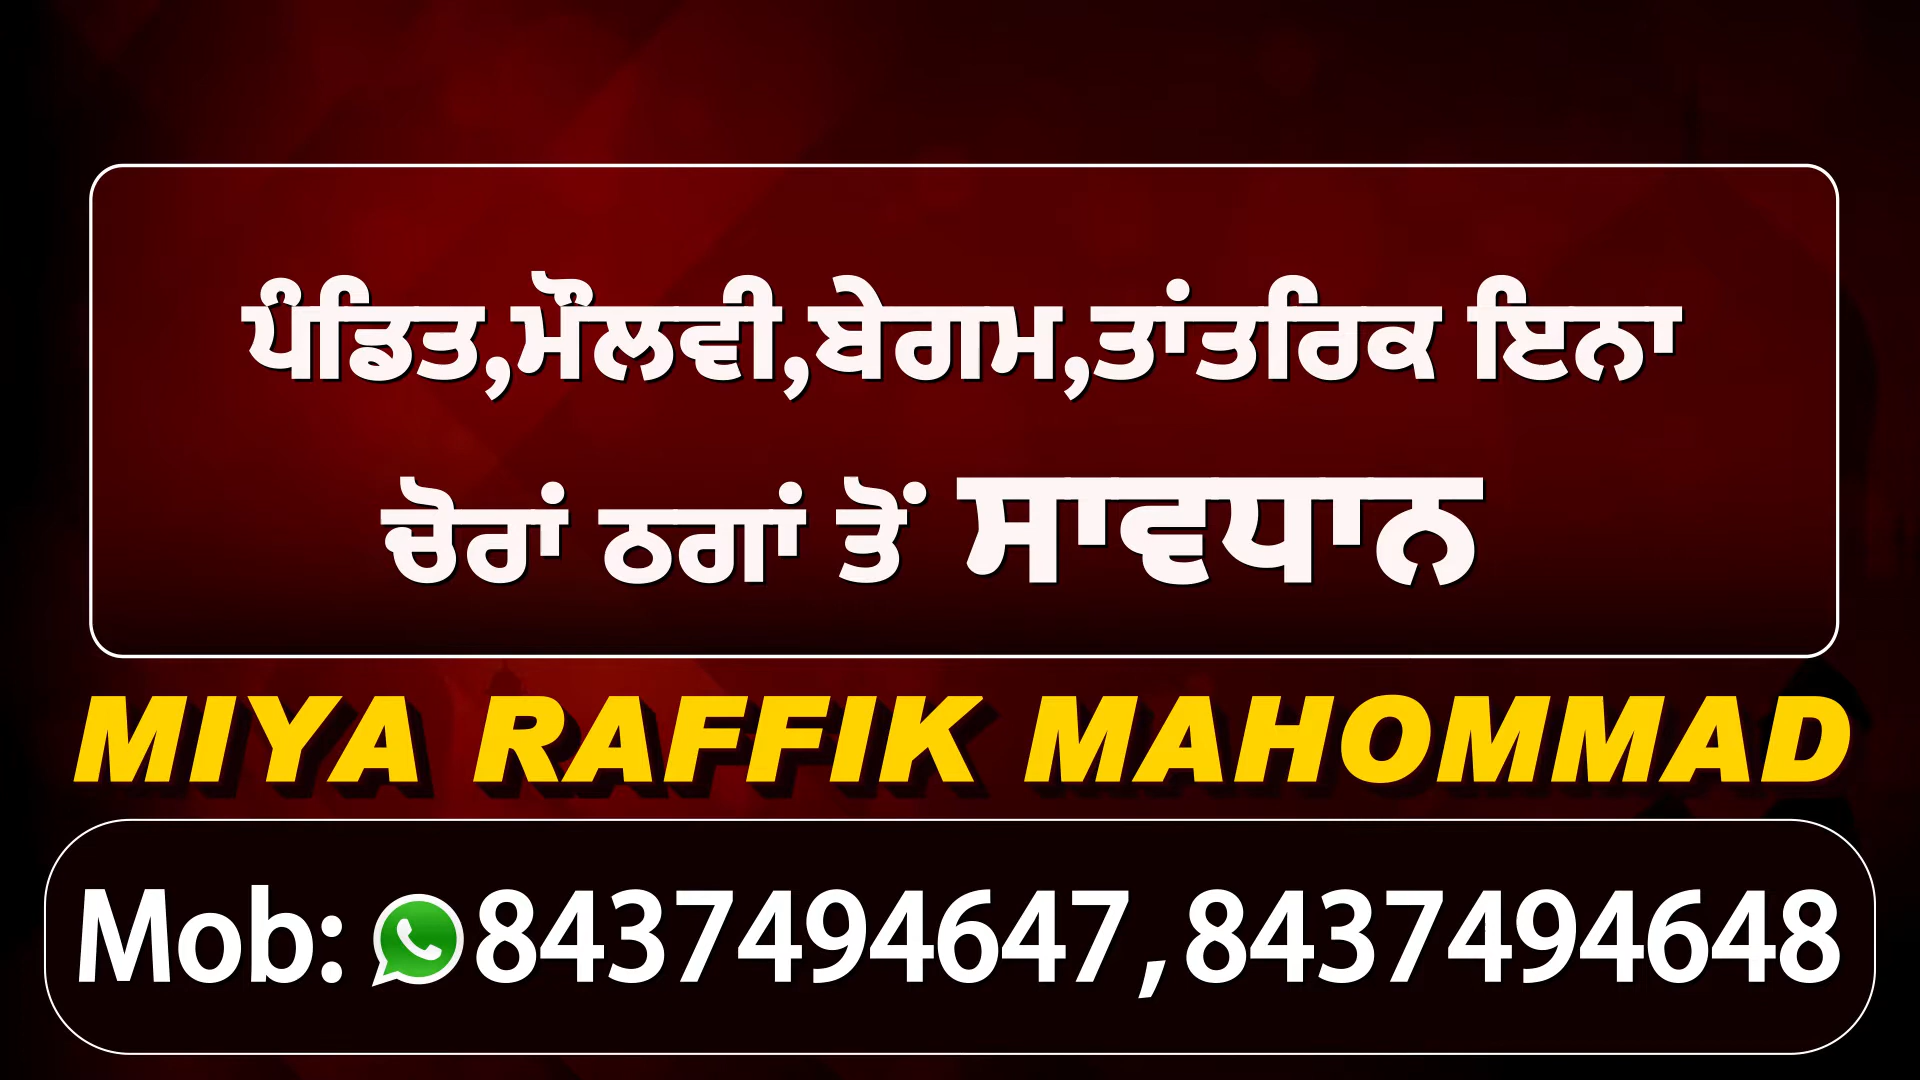 ਪੰਡਿਤ,ਮੌਲਵੀ,ਬੇਗਮ,ਤਾਂਤਰਿਕ ਇਨਾ
ਚੋਰਾਂ ਠਗਾਂ ਤੋਂ ਸਾਵਧਾਨ
MIYA RAFFIK MAHOMMAD
Mob: 8437494647, 8437494648